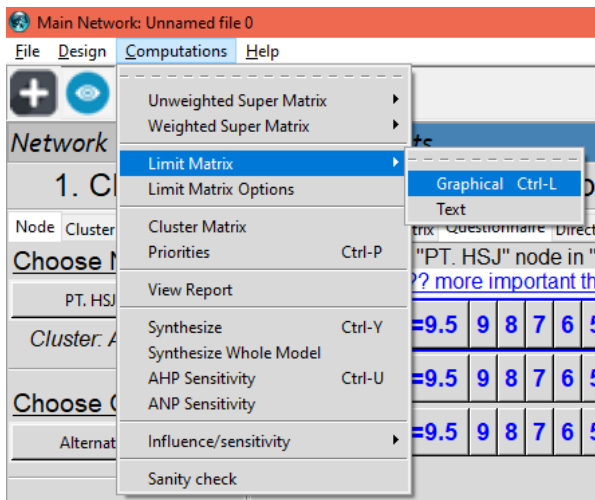 Main Network: Unnamed file 0
File Design Computations Help
Unweighted Super Matrix
Weighted Super Matrix
Limit Matrix
Limit Matrix Options
Cluster Matrix
Priorities Ctrl-P
View Report
Synthesize Ctrl-Y
Synthesize Whole Model
AHP Sensitivity Ctrl-U
ANP Sensitivity
Influence/sensitivity
Sanity check
Graphical Ctrl-L
Text
Network
1. Cl
Node Cluster
Choose
PT. HSJ
Cluster:
Choose
Alternat
Questionnaire Direct
"PT. HSJ" node in "
?? more important th
=9.5 9 8 7 6 5
=9.5 9 8 7 6 5
=9.5 9 8 7 6